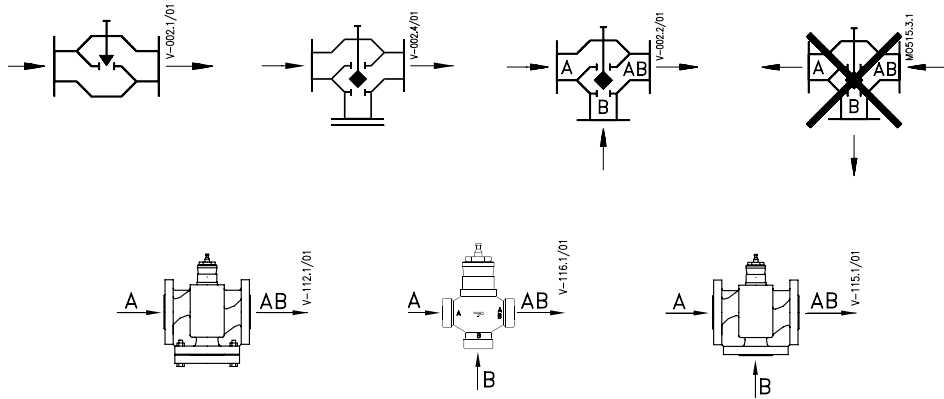 V-002.1/01
V-002.4/01
A
AB
B
V-002.2/01
A
AB
B
M0515.3.1
A
AB
V-112.1/01
A
A
AB
B
AB
V-116.1/01
B
A
AB
V-115.1/01
B